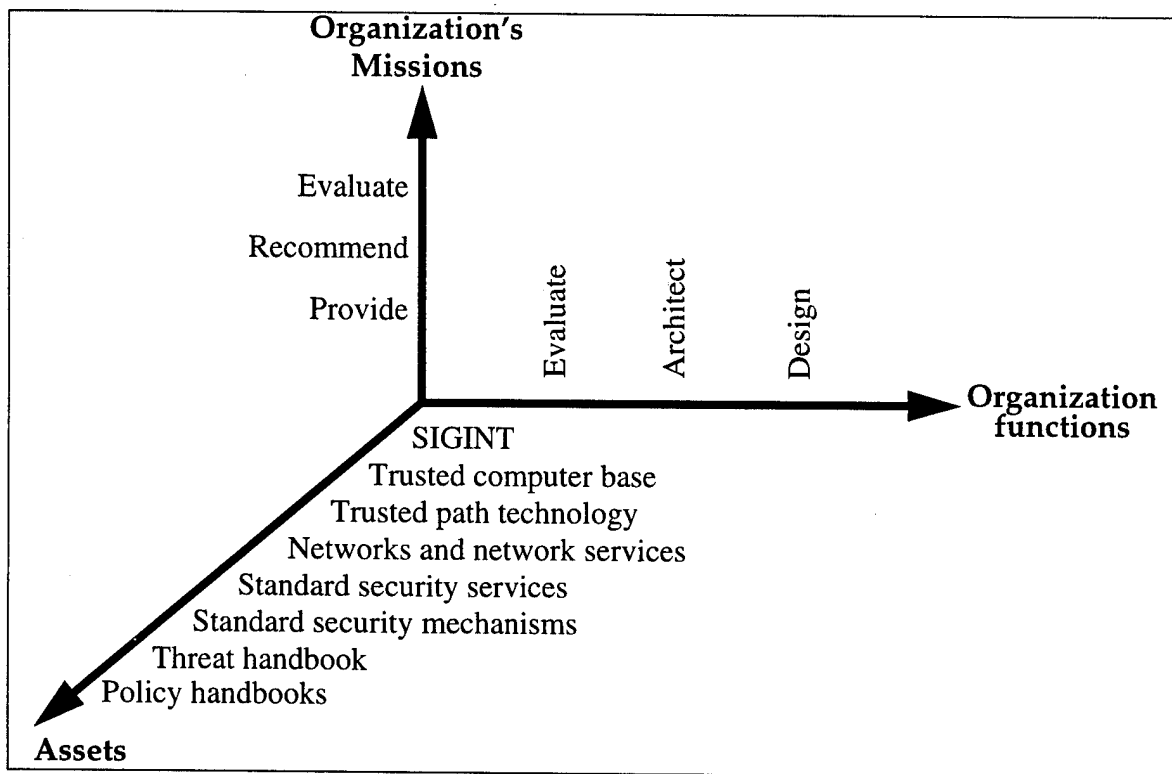 Organization's
Missions
Evaluate
Recommend
Provide
Evaluate
Architect
Design
Organization
functions
SIGINT
Trusted computer base
Trusted path technology
Networks and network services
Standard security services
Standard security mechanisms
Threat handbook
Policy handbooks
Assets